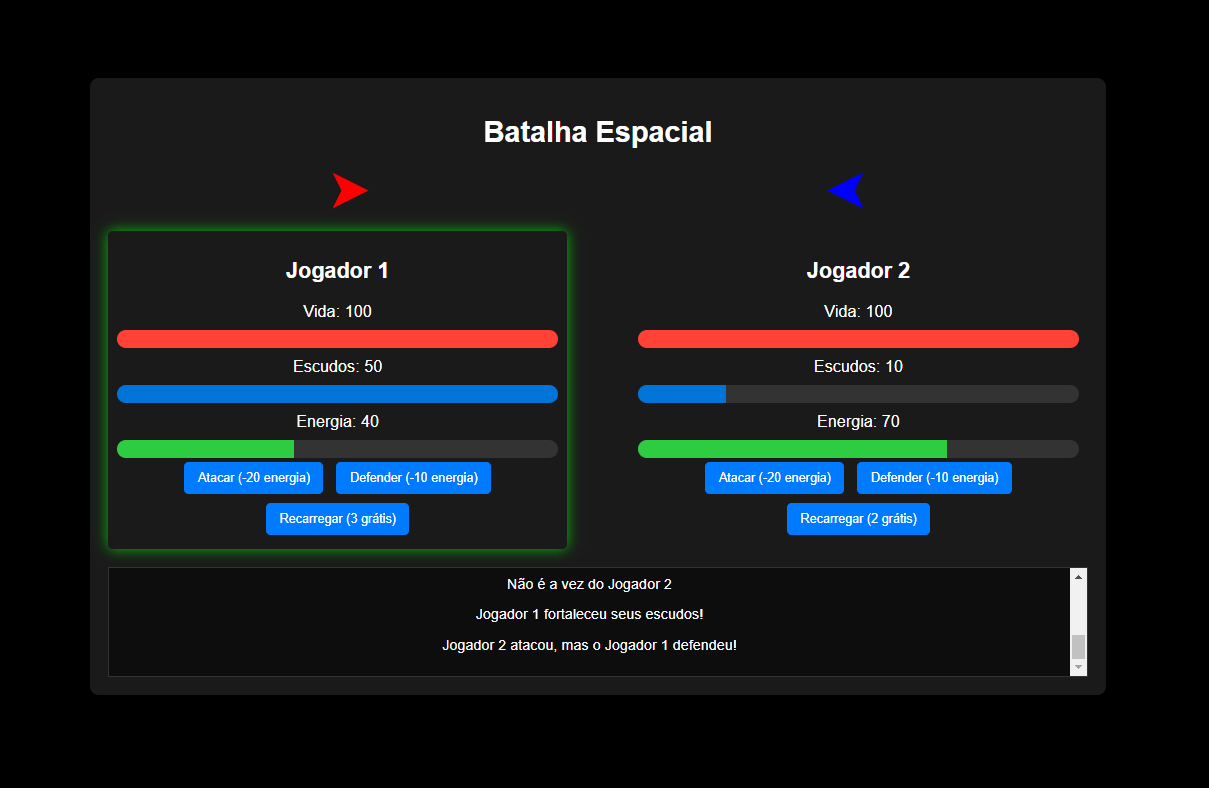 Batalha Espacial
Jogador 1
Vida: 100
Escudos: 50
Energia: 40
Atacar (-20 energia)
Defender (-10 energia)
Recarregar (3 grátis)
Jogador 2
Vida: 100
Escudos: 10
Energia: 70
Atacar (-20 energia)
Defender (-10 energia)
Recarregar (2 grátis)
Não é a vez do Jogador 2
Jogador 1 fortaleceu seus escudos!
Jogador 2 atacou, mas o Jogador 1 defendeu!